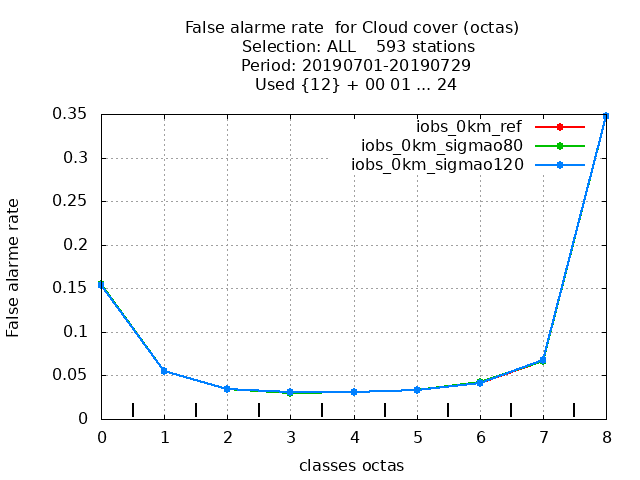 False alarme rate  for Cloud cover (octas)
Selection: ALL    593 stations
Period: 20190701-20190729
Used {12} + 00 01 ... 24
iobs_0km_ref
iobs_0km_sigmao80
iobs_0km_sigmao120
False alarme rate
0.35
0.3
0.25
0.2
0.15
0.1
0.05
0
0 1 2 3 4 5 6 7 8
classes octas